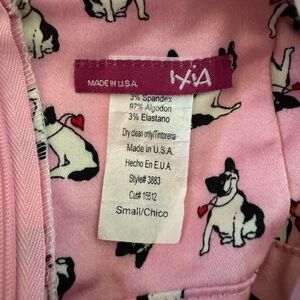 MADE IN U.S.A.
IXIA
3% Spandex
97% Algodon
3% Elastano
Dry clean only/Tintoreria
Made in U.S.A.
Hecho En E.U.A.
Style# 3883
Cut# 15512
Small/Chico